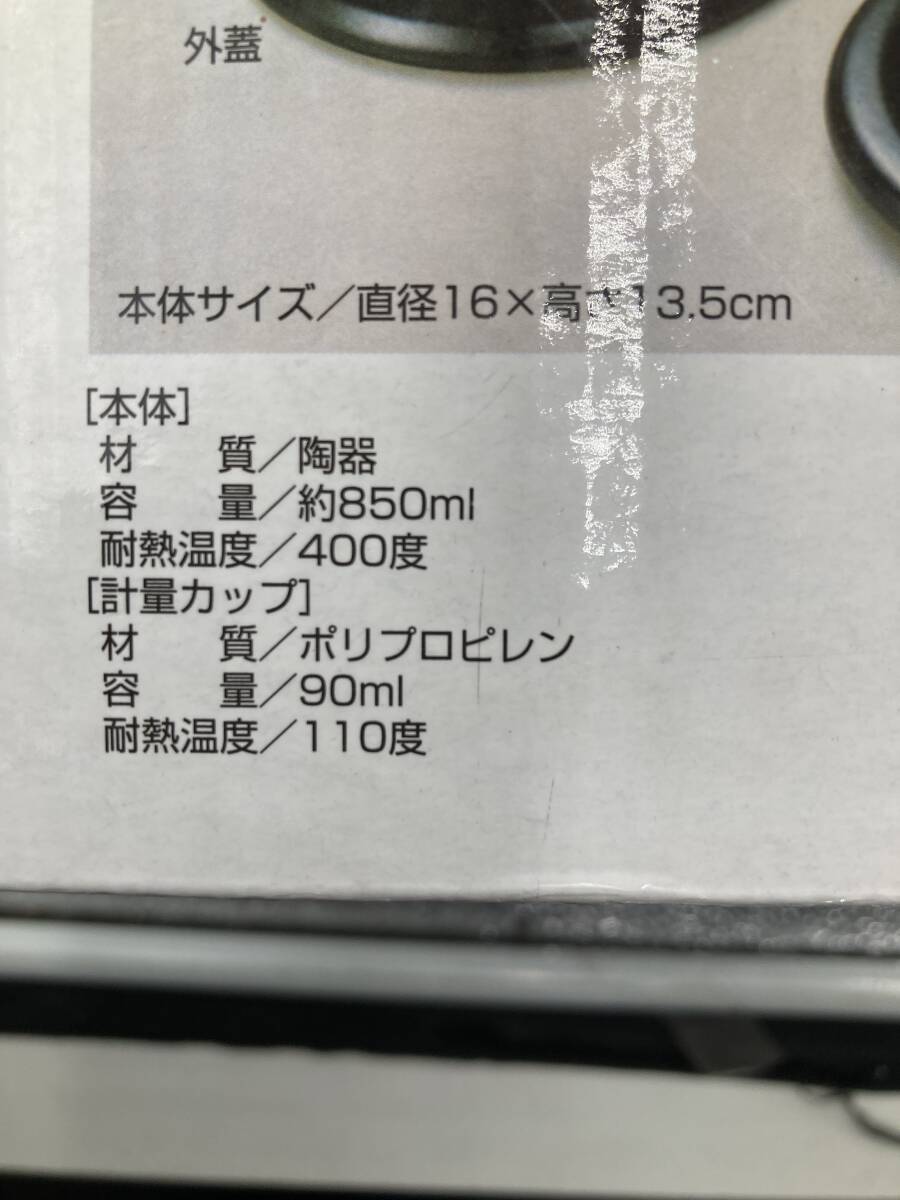 外蓋
本体サイズ/直径16×高さ13.5cm
[本体]
材　　質/陶器
容　　量/約850ml
耐熱温度/400度
[計量カップ]
材　　質/ポリプロピレン
容　　量/90ml
耐熱温度/110度